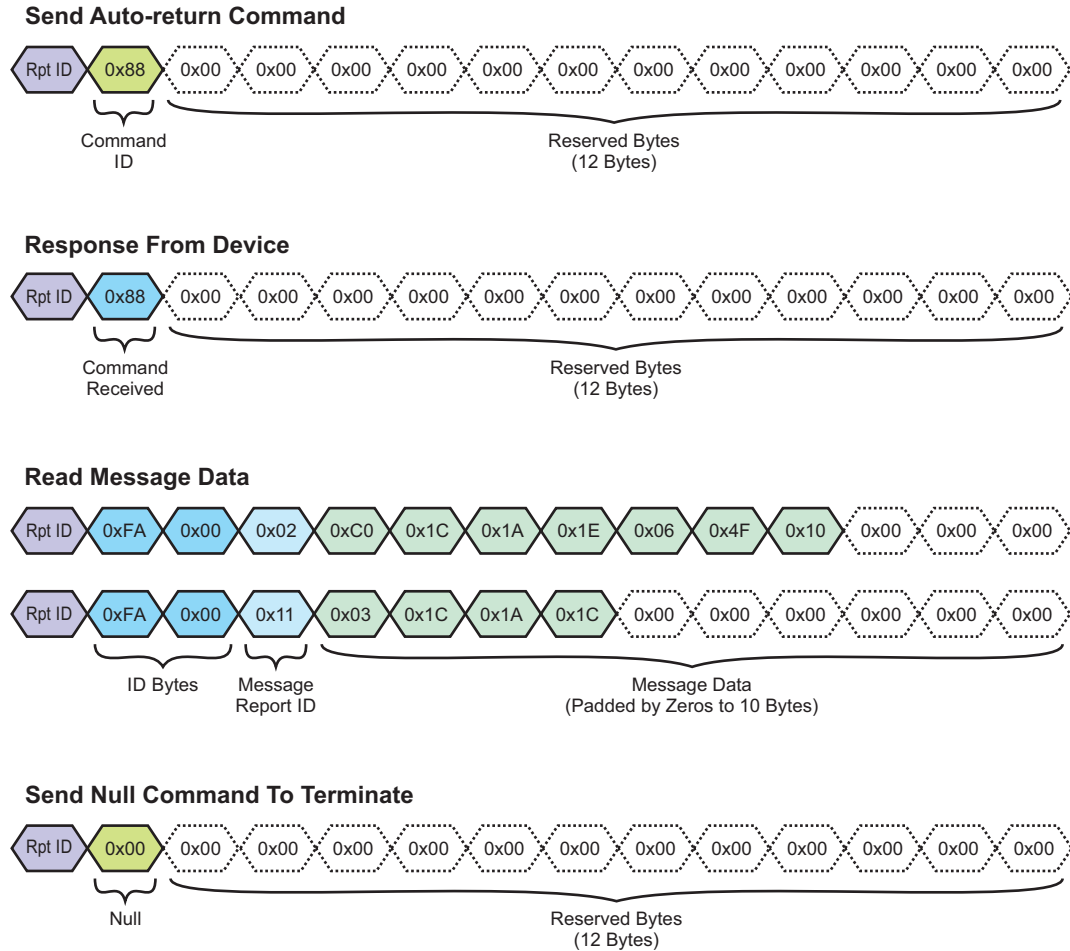 Send Auto-return Command
Rpt ID 0x88 0x00 0x00 0x00 0x00 0x00 0x00 0x00 0x00 0x00 0x00 0x00 0x00
Command
ID
Reserved Bytes
(12 Bytes)
Response From Device
Rpt ID 0x88 0x00 0x00 0x00 0x00 0x00 0x00 0x00 0x00 0x00 0x00 0x00 0x00
Command
Received
Reserved Bytes
(12 Bytes)
Read Message Data
Rpt ID 0xFA 0x00 0x02 0xC0 0x1C 0x1A 0x1E 0x06 0x4F 0x10 0x00 0x00 0x00
Rpt ID 0xFA 0x00 0x11 0x03 0x1C 0x1A 0x1C 0x00 0x00 0x00 0x00 0x00 0x00
ID Bytes
Message
Report ID
Message Data
(Padded by Zeros to 10 Bytes)
Send Null Command To Terminate
Rpt ID 0x00 0x00 0x00 0x00 0x00 0x00 0x00 0x00 0x00 0x00 0x00 0x00 0x00
Null
Reserved Bytes
(12 Bytes)